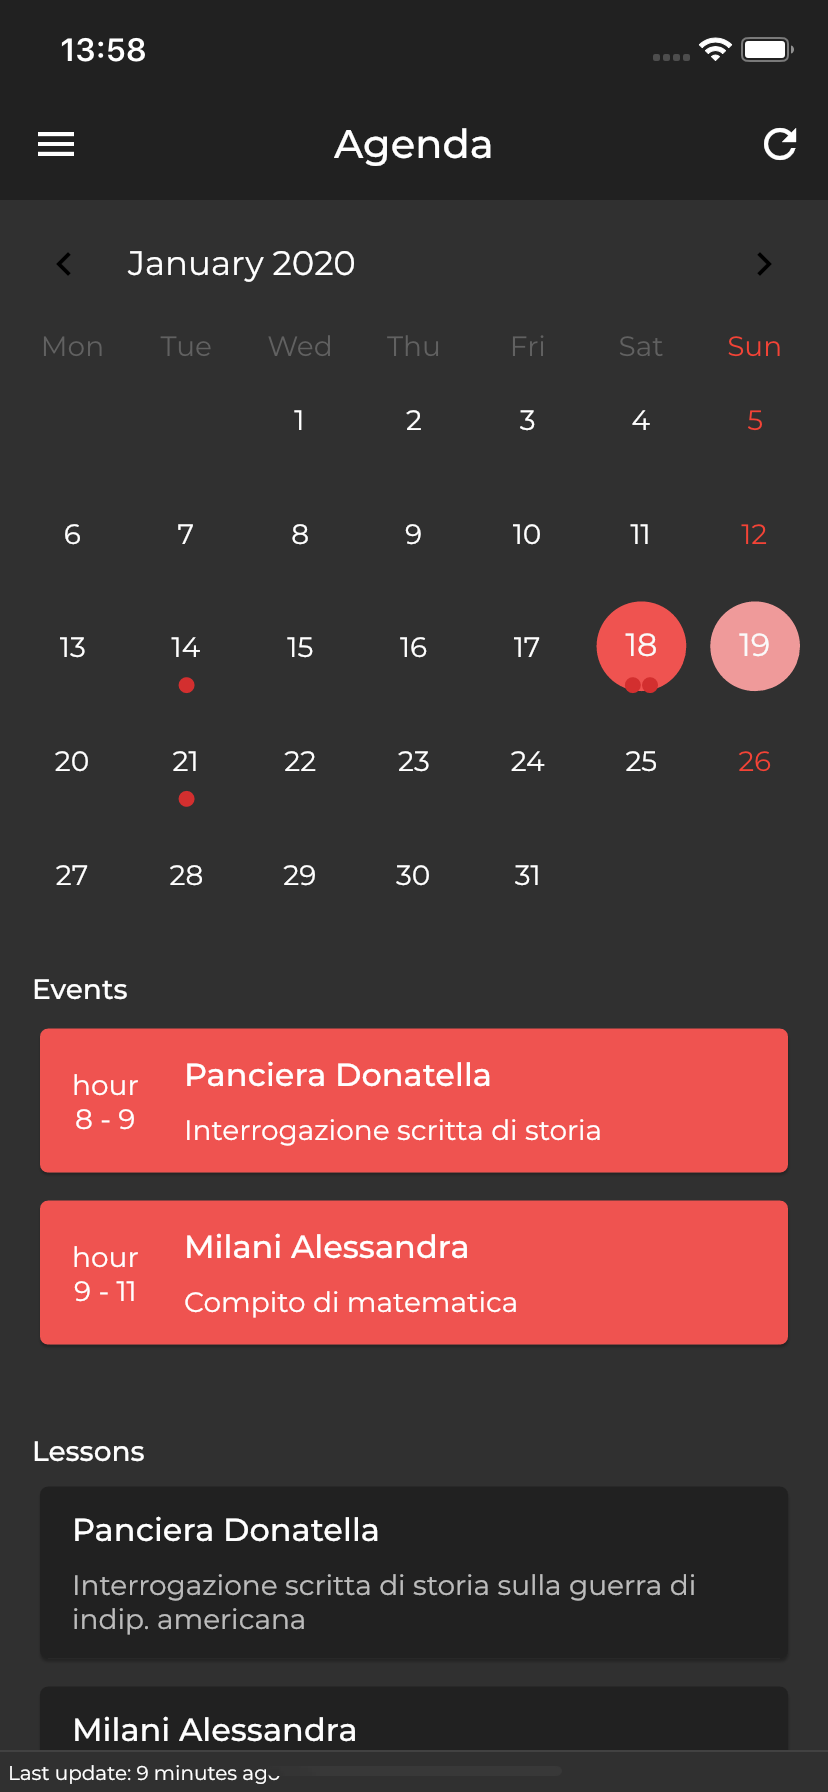 13:58
Agenda
January 2020
Mon Tue Wed Thu Fri Sat Sun
1 2 3 4 5
6 7 8 9 10 11 12
13 14 15 16 17 18 19
20 21 22 23 24 25 26
27 28 29 30 31
Events
hour
8 - 9
Panciera Donatella
Interrogazione scritta di storia
hour
9 - 11
Milani Alessandra
Compito di matematica
Lessons
Panciera Donatella
Interrogazione scritta di storia sulla guerra di
indip. americana
Milani Alessandra
Last update: 9 minutes ago